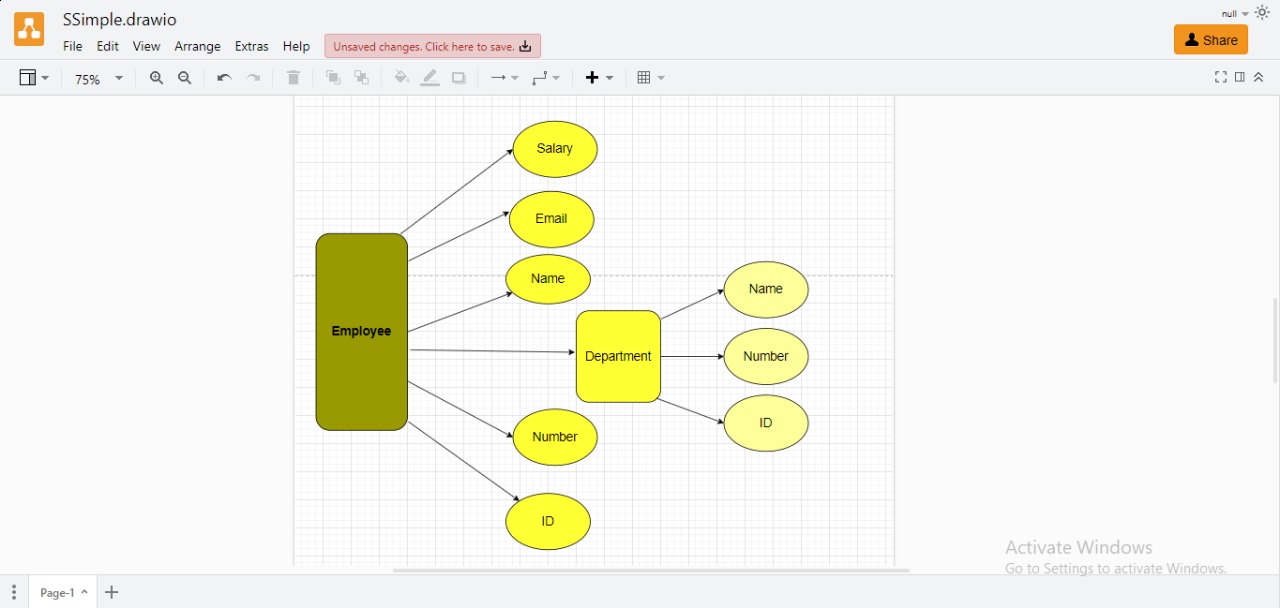 SSimple.drawio
null
File Edit View Arrange Extras Help Unsaved changes. Click here to save.
Share
75%
Salary
Email
Name
Name
Employee
Department
Number
ID
Number
ID
Activate Windows
Go to Settings to activate Windows.
Page-1